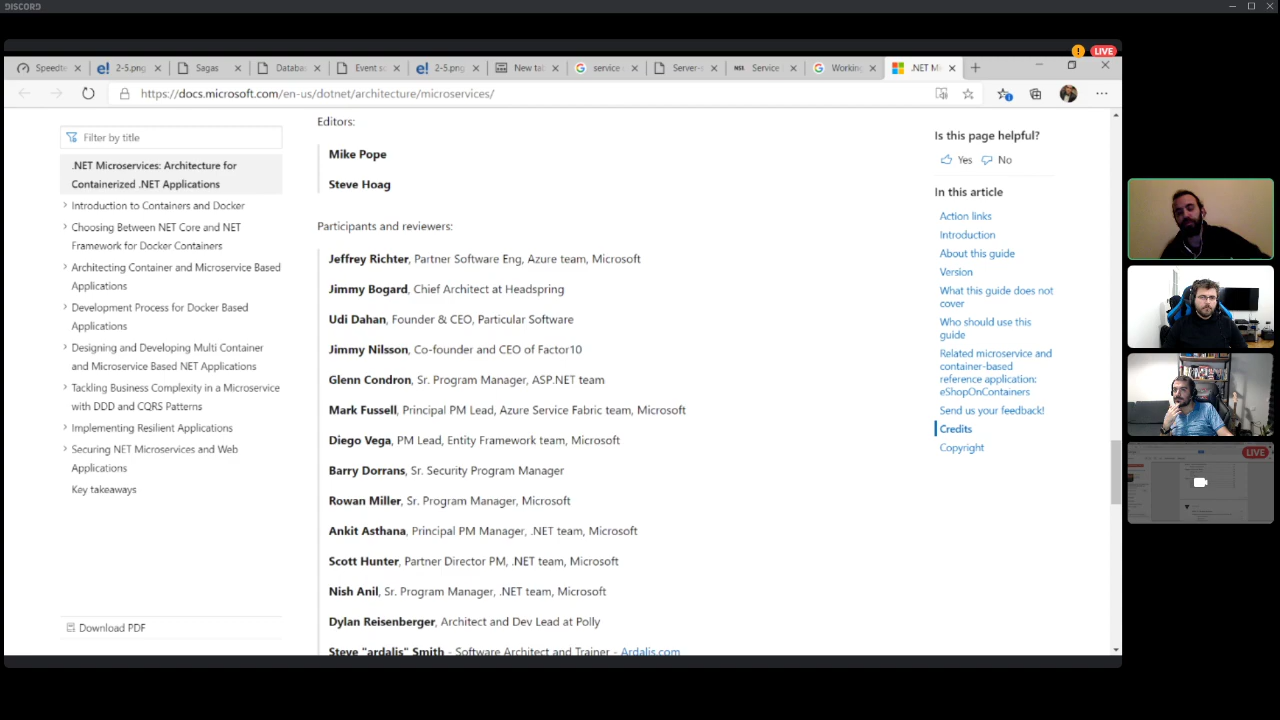 DISCORD
LIVE
Speedte
2-5.png
Sagas
Databas
Event so
2-5.png
New tab
service
Server-s
Service
Working
.NET Mi
https://docs.microsoft.com/en-us/dotnet/architecture/microservices/
Filter by title
.NET Microservices: Architecture for
Containerized .NET Applications
Introduction to Containers and Docker
Choosing Between NET Core and NET
Framework for Docker Containers
Architecting Container and Microservice Based
Applications
Development Process for Docker Based
Applications
Designing and Developing Multi Container
and Microservice Based NET Applications
Tackling Business Complexity in a Microservice
with DDD and CQRS Patterns
Implementing Resilient Applications
Securing NET Microservices and Web
Applications
Key takeaways
Download PDF
Editors:
Mike Pope
Steve Hoag
Participants and reviewers:
Jeffrey Richter, Partner Software Eng, Azure team, Microsoft
Jimmy Bogard, Chief Architect at Headspring
Udi Dahan, Founder & CEO, Particular Software
Jimmy Nilsson, Co-founder and CEO of Factor10
Glenn Condron, Sr. Program Manager, ASP.NET team
Mark Fussell, Principal PM Lead, Azure Service Fabric team, Microsoft
Diego Vega, PM Lead, Entity Framework team, Microsoft
Barry Dorrans, Sr. Security Program Manager
Rowan Miller, Sr. Program Manager, Microsoft
Ankit Asthana, Principal PM Manager, .NET team, Microsoft
Scott Hunter, Partner Director PM, .NET team, Microsoft
Nish Anil, Sr. Program Manager, .NET team, Microsoft
Dylan Reisenberger, Architect and Dev Lead at Polly
Steve "ardalis" Smith - Software Architect and Trainer - Ardalis.com
Is this page helpful?
Yes No
In this article
Action links
Introduction
About this guide
Version
What this guide does not
cover
Who should use this
guide
Related microservice and
container-based
reference application:
eShopOnContainers
Send us your feedback!
Credits
Copyright
LIVE